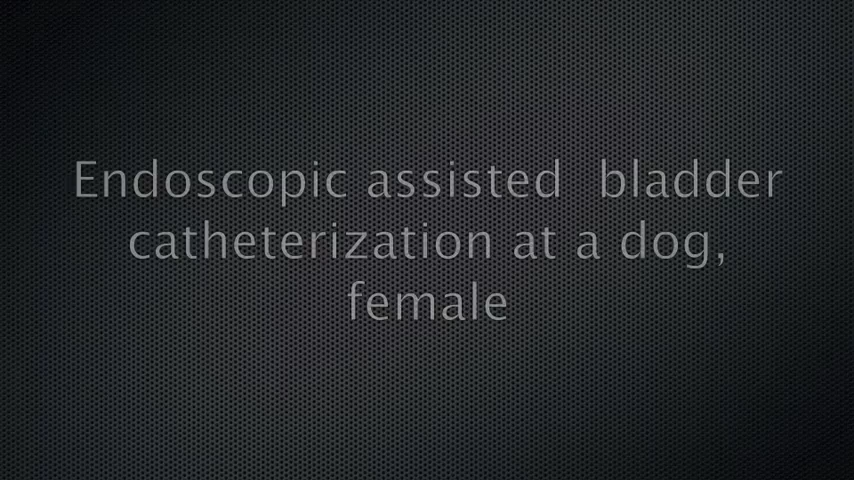 Endoscopic assisted  bladder
catheterization at a dog,
female